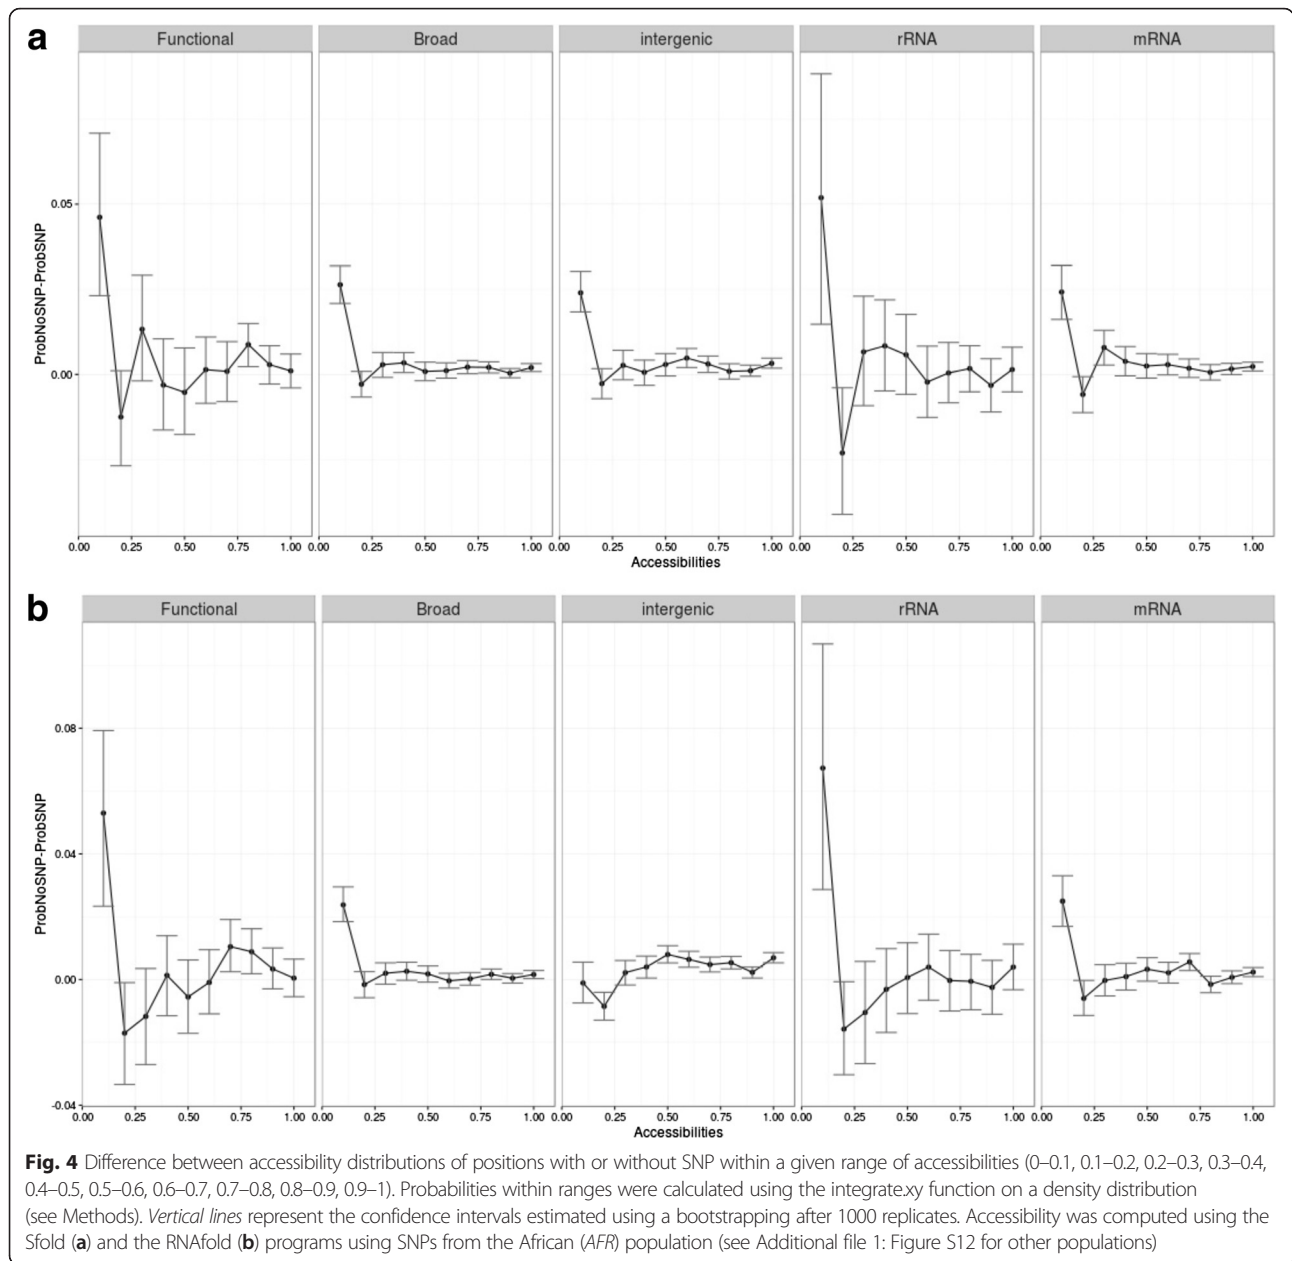 a
Functional Broad intergenic rRNA mRNA
ProbNoSNP-ProbSNP
0.05
0.00
0.00 0.25 0.50 0.75 1.00 0.00 0.25 0.50 0.75 1.00 0.00 0.25 0.50 0.75 1.00 0.00 0.25 0.50 0.75 1.00 0.00 0.25 0.50 0.75 1.00
Accessibilities
b
Functional Broad intergenic rRNA mRNA
ProbNoSNP-ProbSNP
0.08
0.04
0.00
-0.04
0.00 0.25 0.50 0.75 1.00 0.00 0.25 0.50 0.75 1.00 0.00 0.25 0.50 0.75 1.00 0.00 0.25 0.50 0.75 1.00 0.00 0.25 0.50 0.75 1.00
Accessibilities
Fig. 4 Difference between accessibility distributions of positions with or without SNP within a given range of accessibilities (0–0.1, 0.1–0.2, 0.2–0.3, 0.3–0.4,
0.4–0.5, 0.5–0.6, 0.6–0.7, 0.7–0.8, 0.8–0.9, 0.9–1). Probabilities within ranges were calculated using the integrate.xy function on a density distribution
(see Methods). Vertical lines represent the confidence intervals estimated using a bootstrapping after 1000 replicates. Accessibility was computed using the
Sfold (a) and the RNAfold (b) programs using SNPs from the African (AFR) population (see Additional file 1: Figure S12 for other populations)